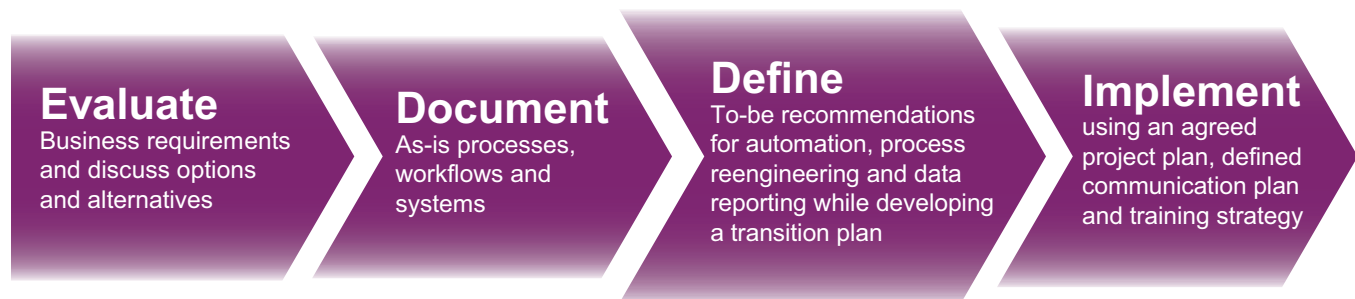 Evaluate
Business requirements
and discuss options
and alternatives
Document
As-is processes,
workflows and
systems
Define
To-be recommendations
for automation, process
reengineering and data
reporting while developing
a transition plan
Implement
using an agreed
project plan, defined
communication plan
and training strategy